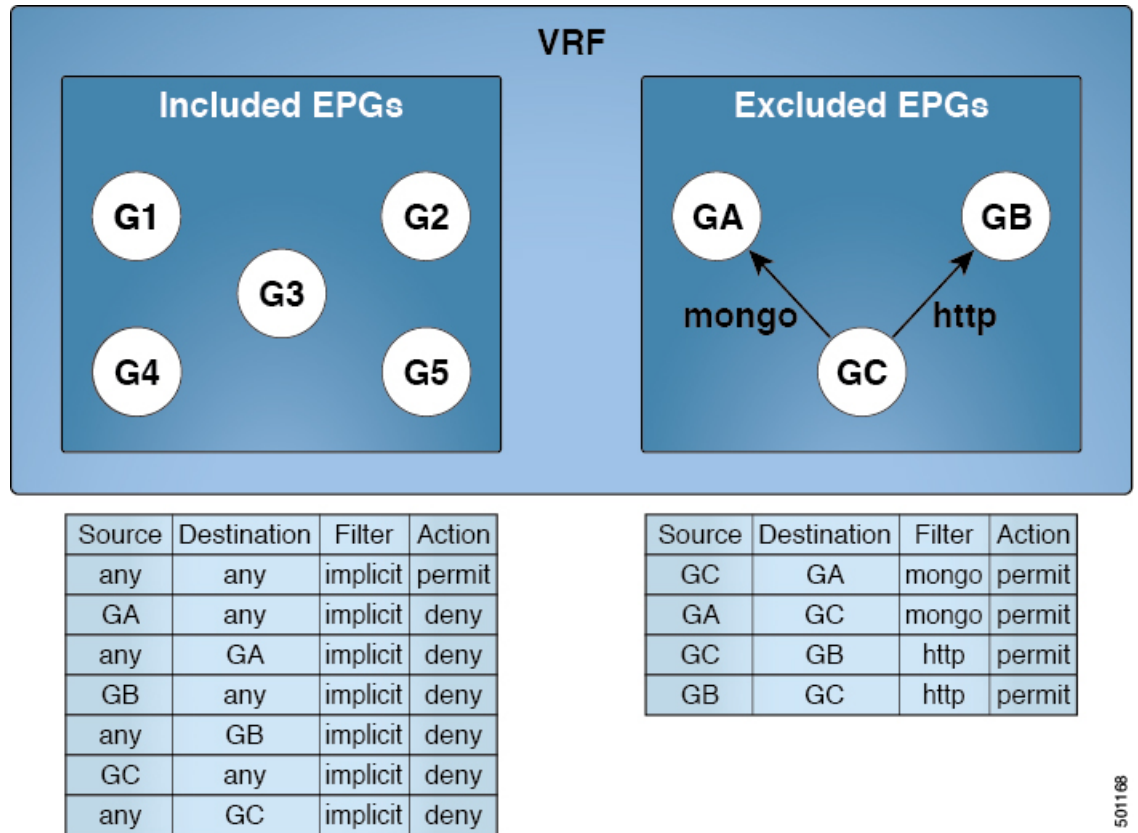 VRF
Included EPGs
G1
G2
G3
G4
G5
Excluded EPGs
GA
GB
mongo
http
GC
Source Destination Filter Action
any any implicit permit
GA any implicit deny
any GA implicit deny
GB any implicit deny
any GB implicit deny
GC any implicit deny
any GC implicit deny
Source Destination Filter Action
GC GA mongo permit
GA GC mongo permit
GC GB http permit
GB GC http permit
501168